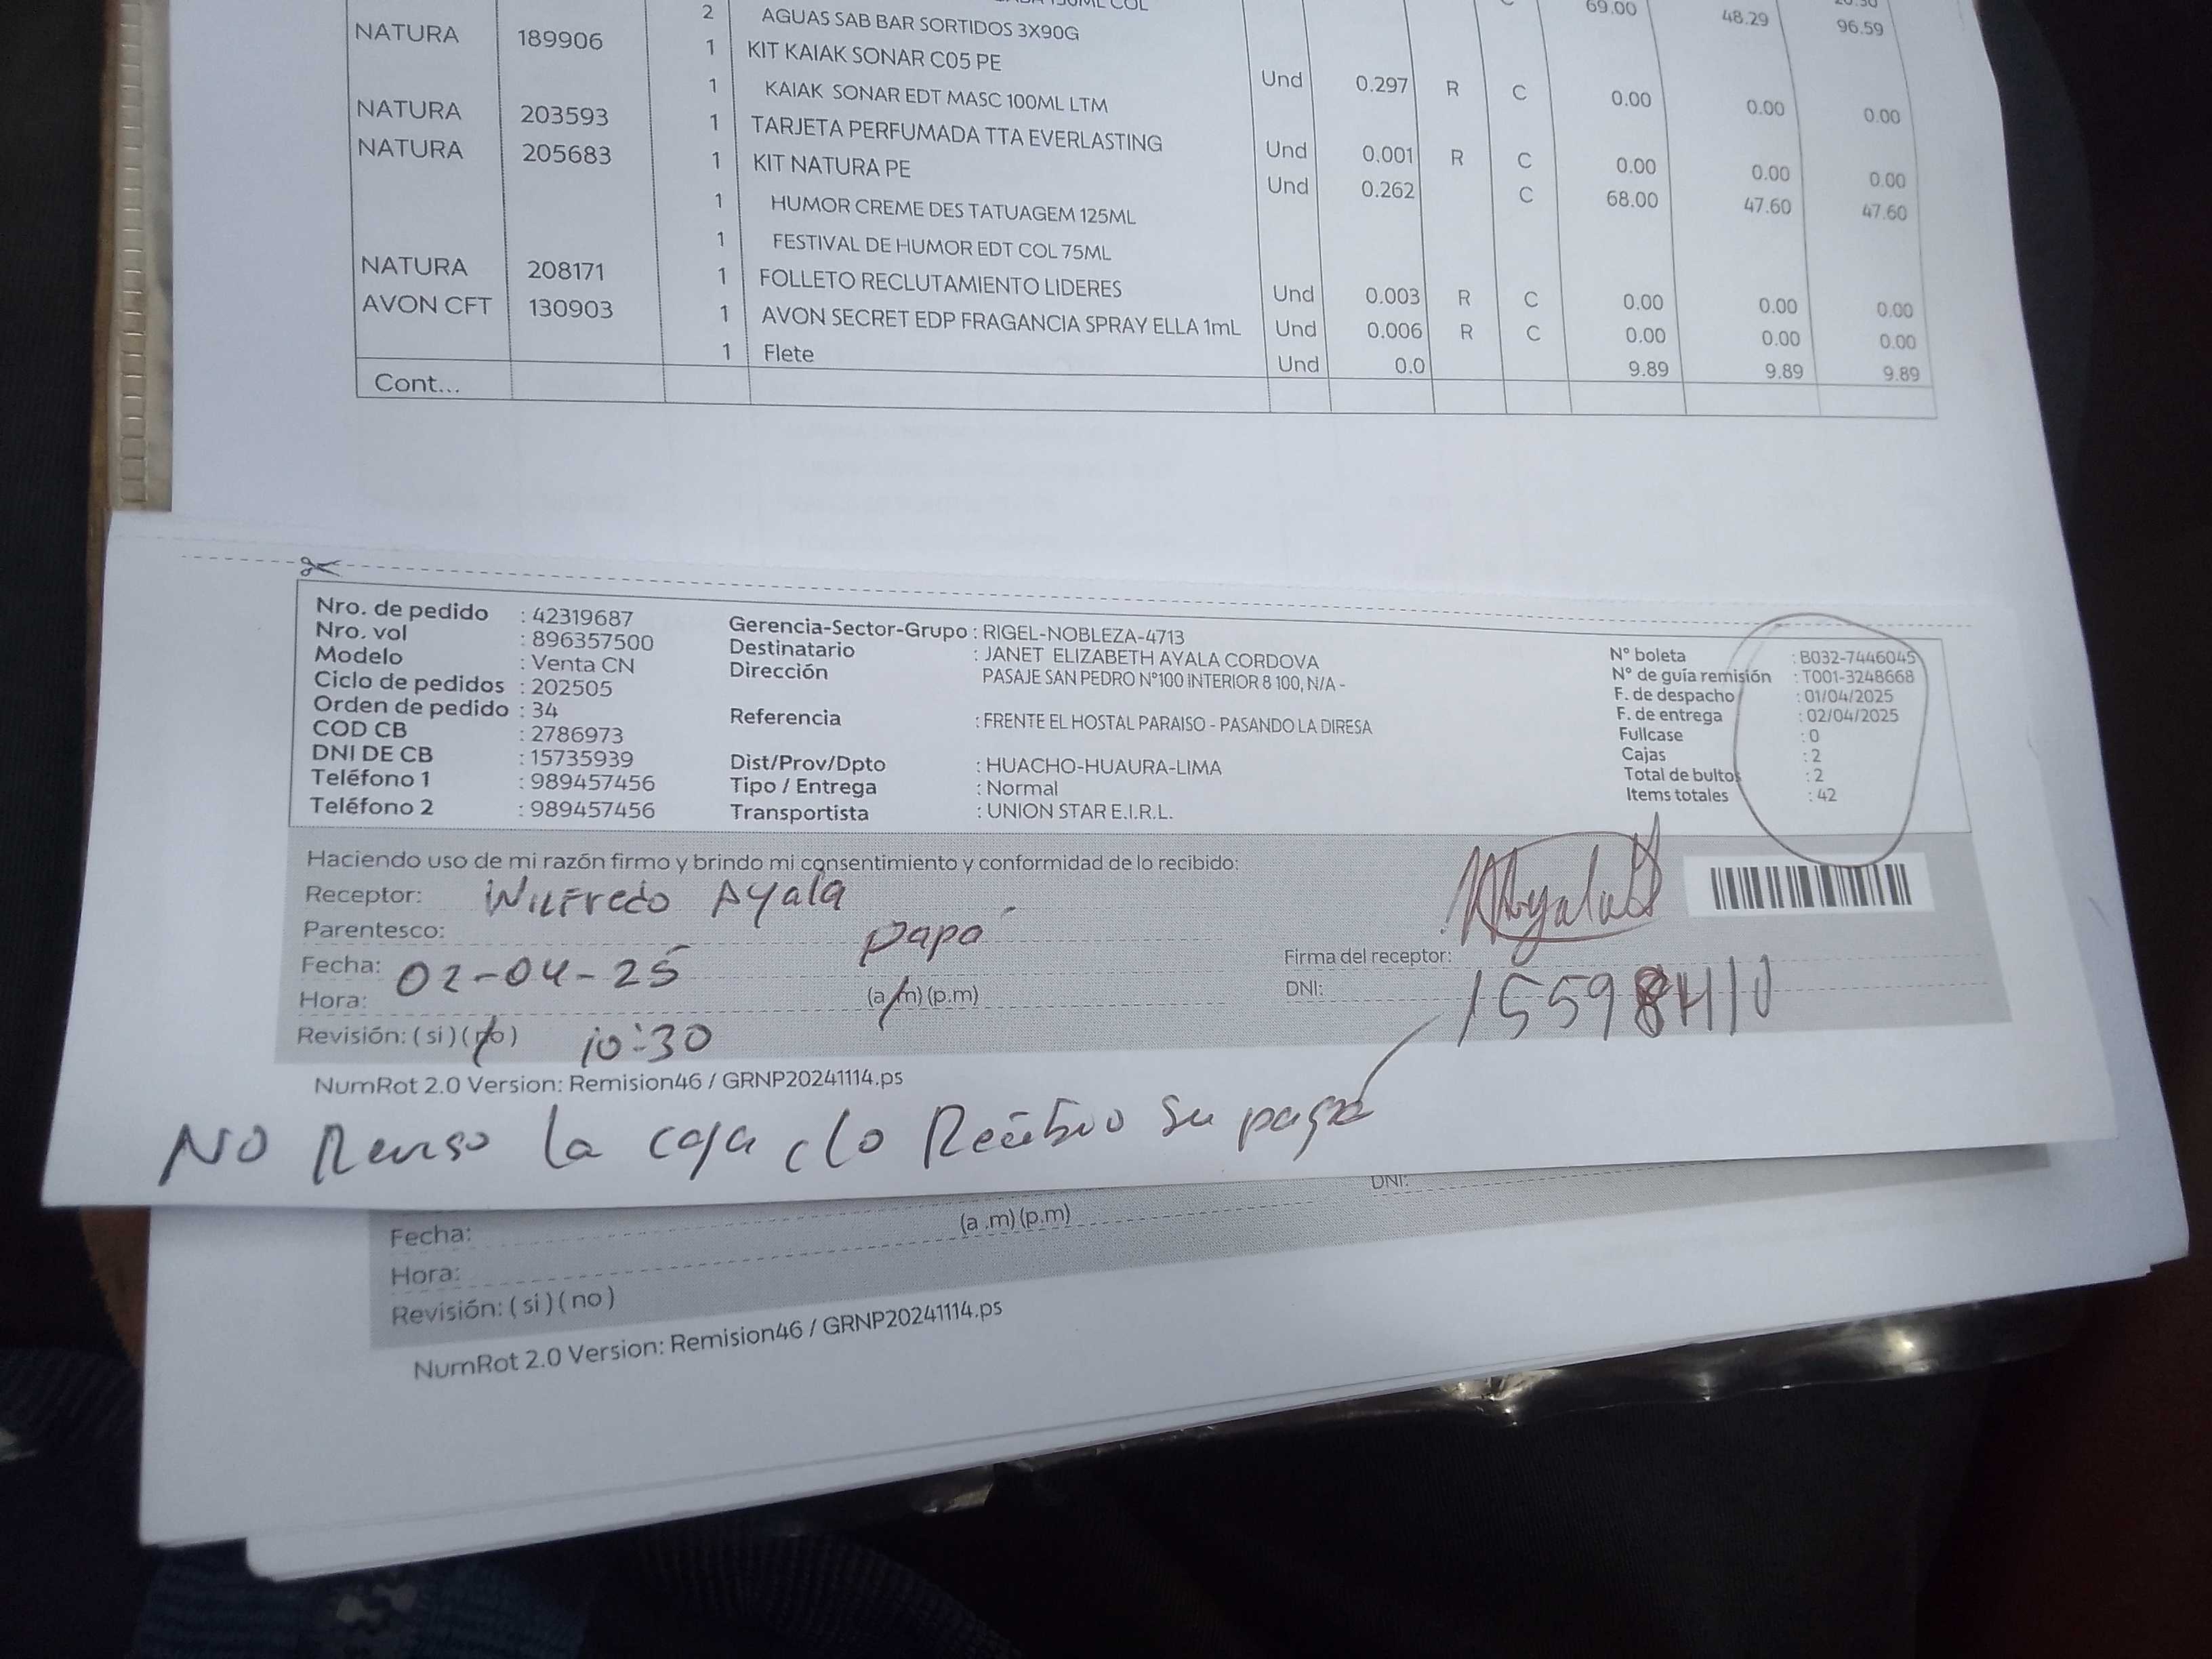 2 AGUAS SAB BAR SORTIDOS 3X90G 69.00 48.29 96.59
NATURA 189906 1 KIT KAIAK SONAR C05 PE Und 0.297 R C 0.00 0.00 0.00
1 KAIAK SONAR EDT MASC 100ML LTM
NATURA 203593 1 TARJETA PERFUMADA TTA EVERLASTING Und 0.001 R C 0.00 0.00 0.00
NATURA 205683 1 KIT NATURA PE Und 0.262 C 68.00 47.60 47.60
1 HUMOR CREME DES TATUAGEM 125ML
1 FESTIVAL DE HUMOR EDT COL 75ML
NATURA 208171 1 FOLLETO RECLUTAMIENTO LIDERES Und 0.003 R C 0.00 0.00 0.00
AVON CFT 130903 1 AVON SECRET EDP FRAGANCIA SPRAY ELLA 1mL Und 0.006 R C 0.00 0.00 0.00
1 Flete Und 0.0 9.89 9.89 9.89
Cont...
Nro. de pedido : 42319687
Nro. vol : 896357500
Modelo : Venta CN
Ciclo de pedidos : 202505
Orden de pedido : 34
COD CB : 2786973
DNI DE CB : 15735939
Teléfono 1 : 989457456
Teléfono 2 : 989457456
Gerencia-Sector-Grupo : RIGEL-NOBLEZA-4713
Destinatario : JANET ELIZABETH AYALA CORDOVA
Dirección PASAJE SAN PEDRO N°100 INTERIOR 8 100, N/A -
Referencia : FRENTE EL HOSTAL PARAISO - PASANDO LA DIRESA
Dist/Prov/Dpto : HUACHO-HUAURA-LIMA
Tipo / Entrega : Normal
Transportista : UNION STAR E.I.R.L.
N° boleta : B032-7446045
N° de guía remisión : T001-3248668
F. de despacho : 01/04/2025
F. de entrega : 02/04/2025
Fullcase : 0
Cajas : 2
Total de bultos : 2
Items totales : 42
Haciendo uso de mi razón firmo y brindo mi consentimiento y conformidad de lo recibido:
Receptor: Wilfredo Ayala
Parentesco: papá
Fecha: 02-04-25
Hora: (a.m) (p.m)
Revisión: ( si ) ( no ) 10:30
Firma del receptor:
DNI:
NumRot 2.0 Version: Remision46 / GRNP20241114.ps
NO Reviso la caja Recibio su papá
DNI:
Fecha: (a .m) (p.m)
Hora:
Revisión: ( si ) ( no )
NumRot 2.0 Version: Remision46 / GRNP20241114.ps